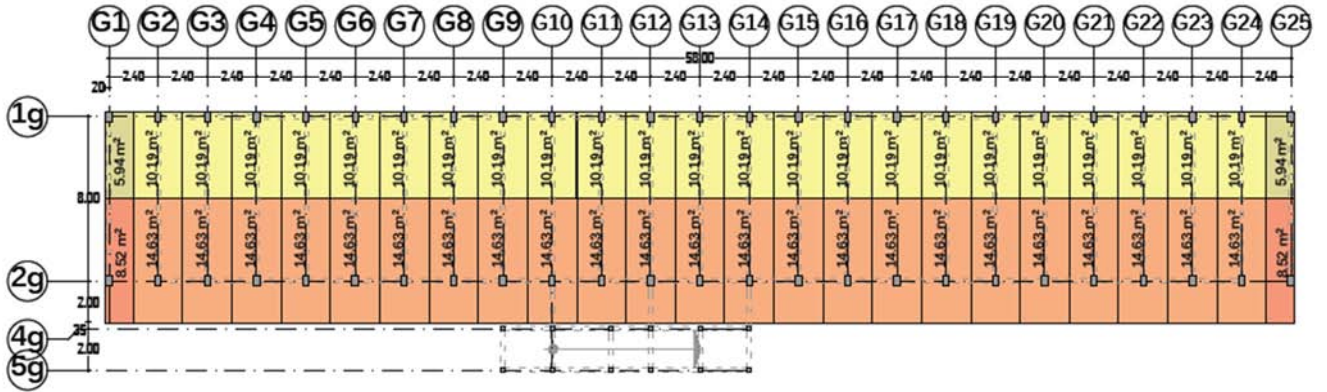 G1 G2 G3 G4 G5 G6 G7 G8 G9 G10 G11 G12 G13 G14 G15 G16 G17 G18 G19 G20 G21 G22 G23 G24 G25
58.00
2.40 2.40 2.40 2.40 2.40 2.40 2.40 2.40 2.40 2.40 2.40 2.40 2.40 2.40 2.40 2.40 2.40 2.40 2.40 2.40 2.40 2.40 2.40 2.40
20
1g
5.94 m² 10.19 m² 10.19 m² 10.19 m² 10.19 m² 10.19 m² 10.19 m² 10.19 m² 10.19 m² 10.19 m² 10.19 m² 10.19 m² 10.19 m² 10.19 m² 10.19 m² 10.19 m² 10.19 m² 10.19 m² 10.19 m² 10.19 m² 10.19 m² 10.19 m² 10.19 m² 10.19 m² 5.94 m²
8.00
8.52 m² 14.63 m² 14.63 m² 14.63 m² 14.63 m² 14.63 m² 14.63 m² 14.63 m² 14.63 m² 14.63 m² 14.63 m² 14.63 m² 14.63 m² 14.63 m² 14.63 m² 14.63 m² 14.63 m² 14.63 m² 14.63 m² 14.63 m² 14.63 m² 14.63 m² 14.63 m² 14.63 m² 8.52 m²
2g
2.00
4g
35
2.00
5g